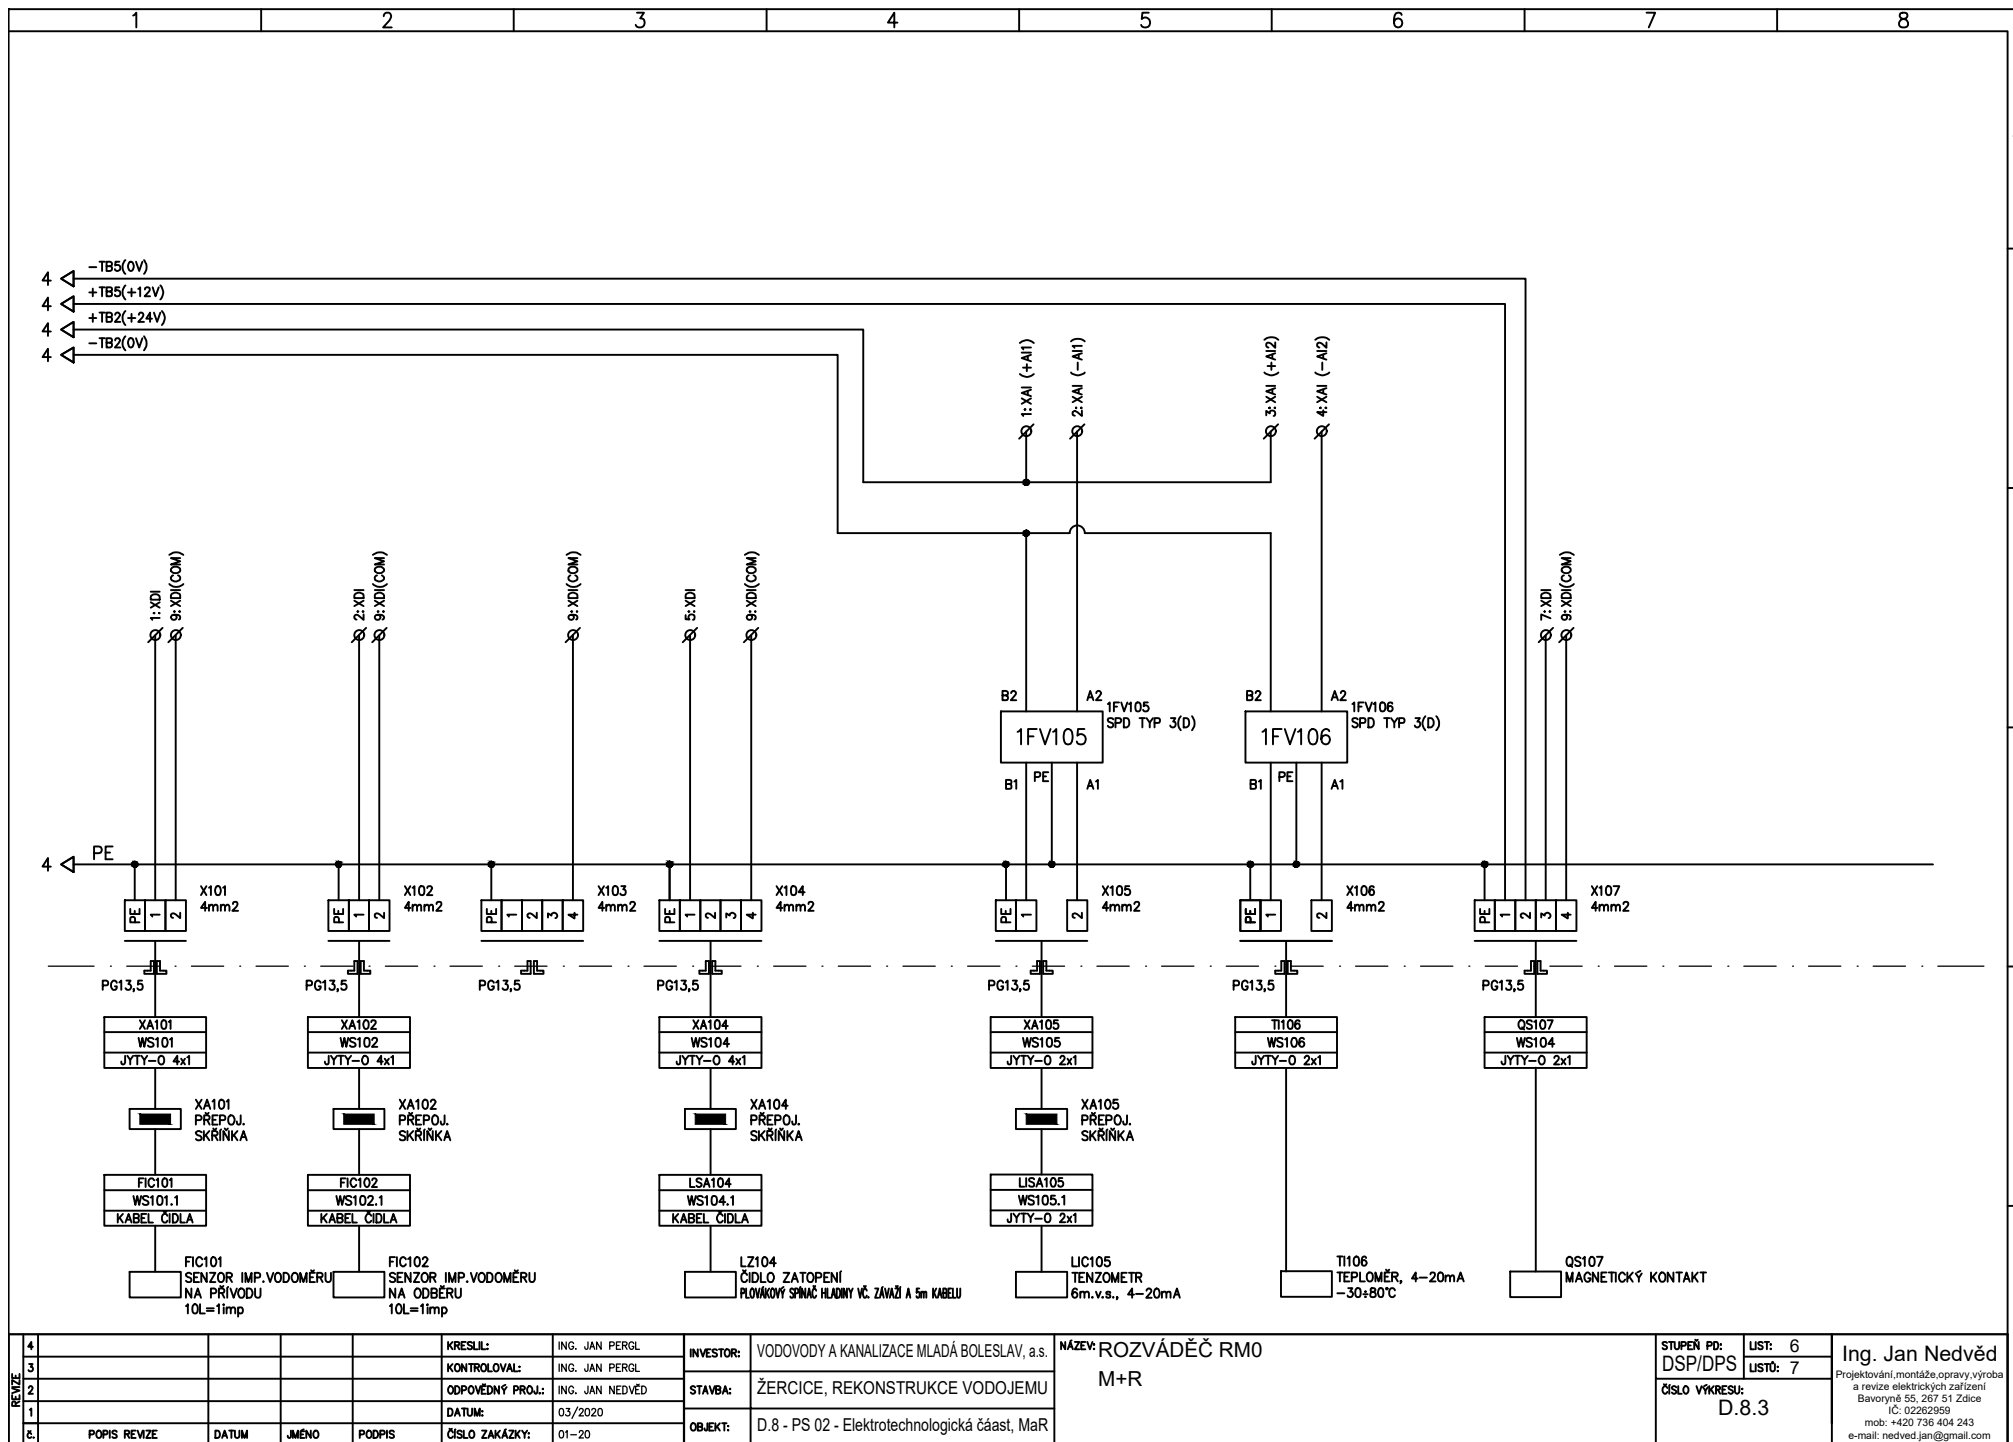 1 2 3 4 5 6 7 8
4 -TB5(0V)
4 +TB5(+12V)
4 +TB2(+24V)
4 -TB2(0V)
1:XAI (+AI1)
2:XAI (-AI1)
3:XAI (+AI2)
4:XAI (-AI2)
1:XDI
9:XDI(COM)
2:XDI
9:XDI(COM)
9:XDI(COM)
5:XDI
9:XDI(COM)
7:XDI
9:XDI(COM)
B2 A2
1FV105
SPD TYP 3(D)
1FV105
B1 PE A1
B2 A2
1FV106
SPD TYP 3(D)
1FV106
B1 PE A1
4 PE
PE 1 2
X101
4mm2
PE 1 2
X102
4mm2
PE 1 2 3 4
X103
4mm2
PE 1 2 3 4
X104
4mm2
PE 1 2
X105
4mm2
PE 1 2
X106
4mm2
PE 1 2 3 4
X107
4mm2
PG13,5 PG13,5 PG13,5 PG13,5 PG13,5 PG13,5 PG13,5
XA101
WS101
JYTY-O 4x1
XA102
WS102
JYTY-O 4x1
XA104
WS104
JYTY-O 4x1
XA105
WS105
JYTY-O 2x1
TI106
WS106
JYTY-O 2x1
QS107
WS104
JYTY-O 2x1
XA101
PŘEPOJ.
SKŘÍŇKA
XA102
PŘEPOJ.
SKŘÍŇKA
XA104
PŘEPOJ.
SKŘÍŇKA
XA105
PŘEPOJ.
SKŘÍŇKA
FIC101
WS101.1
KABEL ČIDLA
FIC102
WS102.1
KABEL ČIDLA
LSA104
WS104.1
KABEL ČIDLA
LISA105
WS105.1
JYTY-O 2x1
FIC101
SENZOR IMP.VODOMĚRU
NA PŘÍVODU
10L=1imp
FIC102
SENZOR IMP.VODOMĚRU
NA ODBĚRU
10L=1imp
LZ104
ČIDLO ZATOPENÍ
PLOVÁKOVÝ SPÍNAČ HLADINY VČ. ZÁVAŽÍ A 5m KABELU
LIC105
TENZOMETR
6m.v.s., 4-20mA
TI106
TEPLOMĚR, 4-20mA
-30÷80°C
QS107
MAGNETICKÝ KONTAKT
REVIZE
4
3
2
1
č. POPIS REVIZE DATUM JMÉNO PODPIS
KRESLIL: ING. JAN PERGL
KONTROLOVAL: ING. JAN PERGL
ODPOVĚDNÝ PROJ.: ING. JAN NEDVĚD
DATUM: 03/2020
ČÍSLO ZAKÁZKY: 01-20
INVESTOR: VODOVODY A KANALIZACE MLADÁ BOLESLAV, a.s.
STAVBA: ŽERCICE, REKONSTRUKCE VODOJEMU
OBJEKT: D.8 - PS 02 - Elektrotechnologická čáast, MaR
NÁZEV: ROZVÁDĚČ RM0
M+R
STUPEŇ PD:
DSP/DPS
LIST: 6
LISTŮ: 7
ČÍSLO VÝKRESU:
D.8.3
Ing. Jan Nedvěd
Projektování,montáže,opravy,výroba
a revize elektrických zařízení
Bavoryně 55, 267 51 Zdice
IČ: 02262959
mob: +420 736 404 243
e-mail: nedved.jan@gmail.com